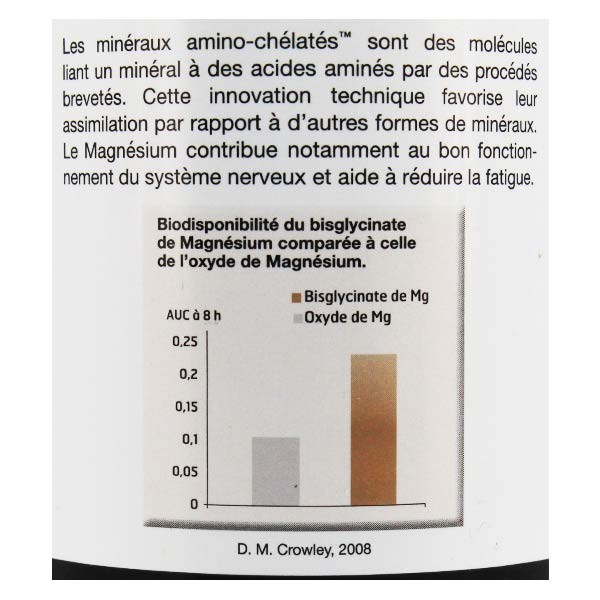 Les minéraux amino-chélatés™ sont des molécules
liant un minéral à des acides aminés par des procédés
brevetés. Cette innovation technique favorise leur
assimilation par rapport à d'autres formes de minéraux.
Le Magnésium contribue notamment au bon fonction-
nement du système nerveux et aide à réduire la fatigue.
Biodisponibilité du bisglycinate
de Magnésium comparée à celle
de l'oxyde de Magnésium.
Bisglycinate de Mg
AUC à 8 h
Oxyde de Mg
0,25
0,2
0,15
0,1
0,05
0
D. M. Crowley, 2008